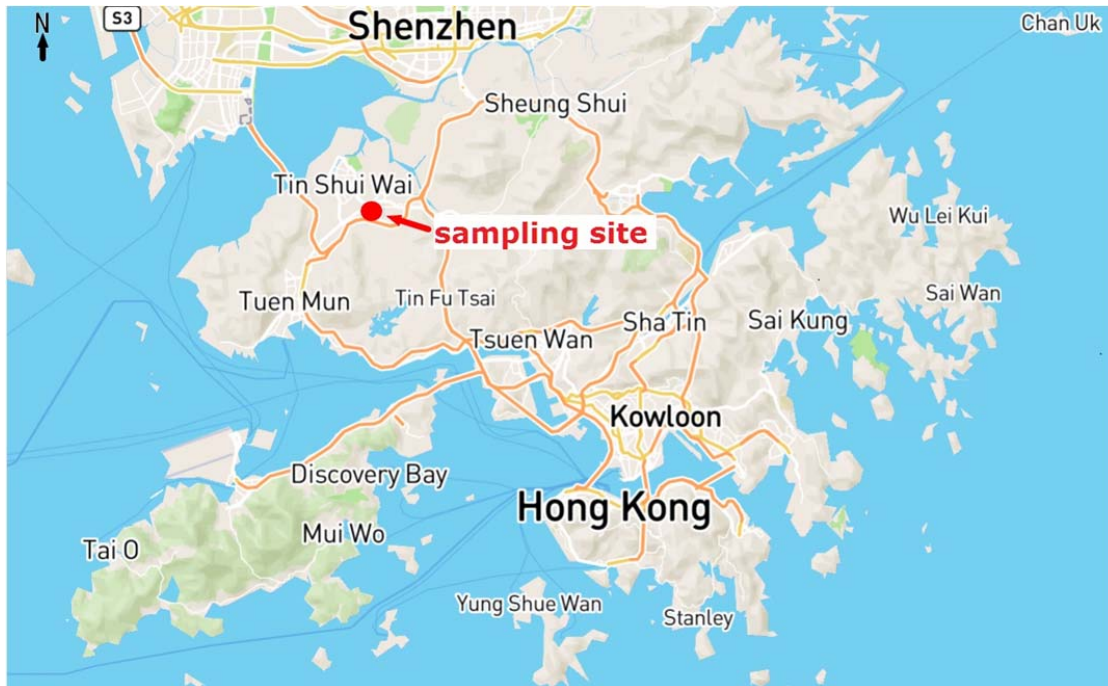 S3
N
Shenzhen
Chan Uk
Sheung Shui
Tin Shui Wai
sampling site
Wu Lei Kui
Tuen Mun
Tin Fu Tsai
Sai Wan
Tsuen Wan
Sha Tin
Sai Kung
Kowloon
Discovery Bay
Hong Kong
Mui Wo
Tai O
Yung Shue Wan
Stanley